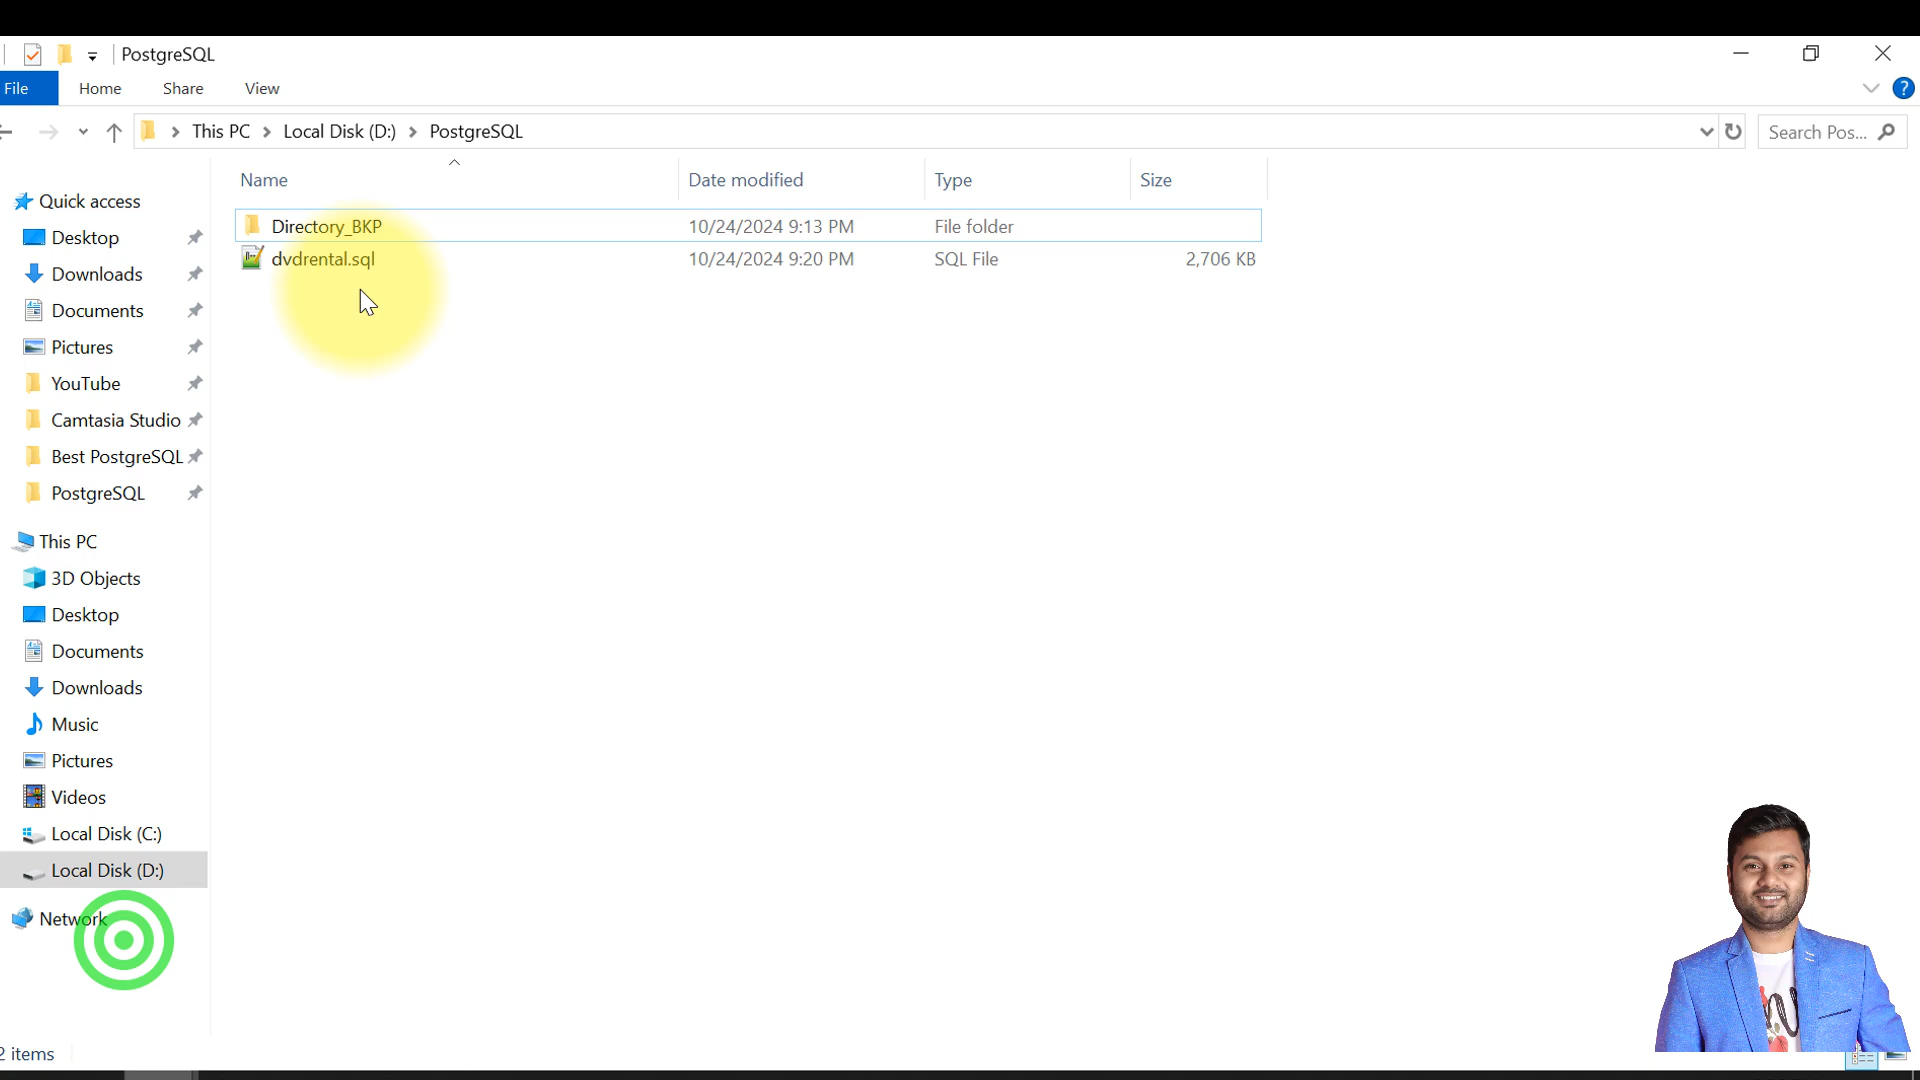 PostgreSQL
File Home Share View
This PC Local Disk (D:) PostgreSQL Search Pos...
Name Date modified Type Size
Quick access
Desktop
Downloads
Documents
Pictures
YouTube
Camtasia Studio
Best PostgreSQL
PostgreSQL
This PC
3D Objects
Desktop
Documents
Downloads
Music
Pictures
Videos
Local Disk (C:)
Local Disk (D:)
Network
Directory_BKP 10/24/2024 9:13 PM File folder
dvdrental.sql 10/24/2024 9:20 PM SQL File 2,706 KB
2 items